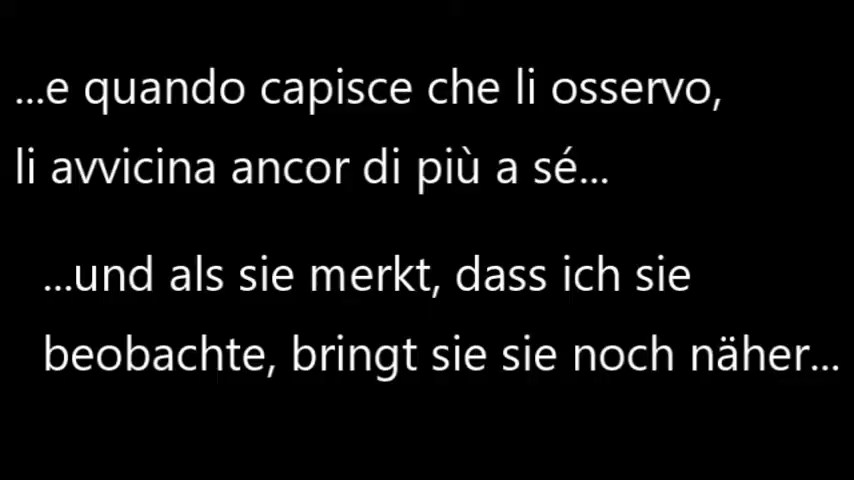 ...e quando capisce che li osservo,
li avvicina ancor di più a sé...
...und als sie merkt, dass ich sie
beobachte, bringt sie sie noch näher...